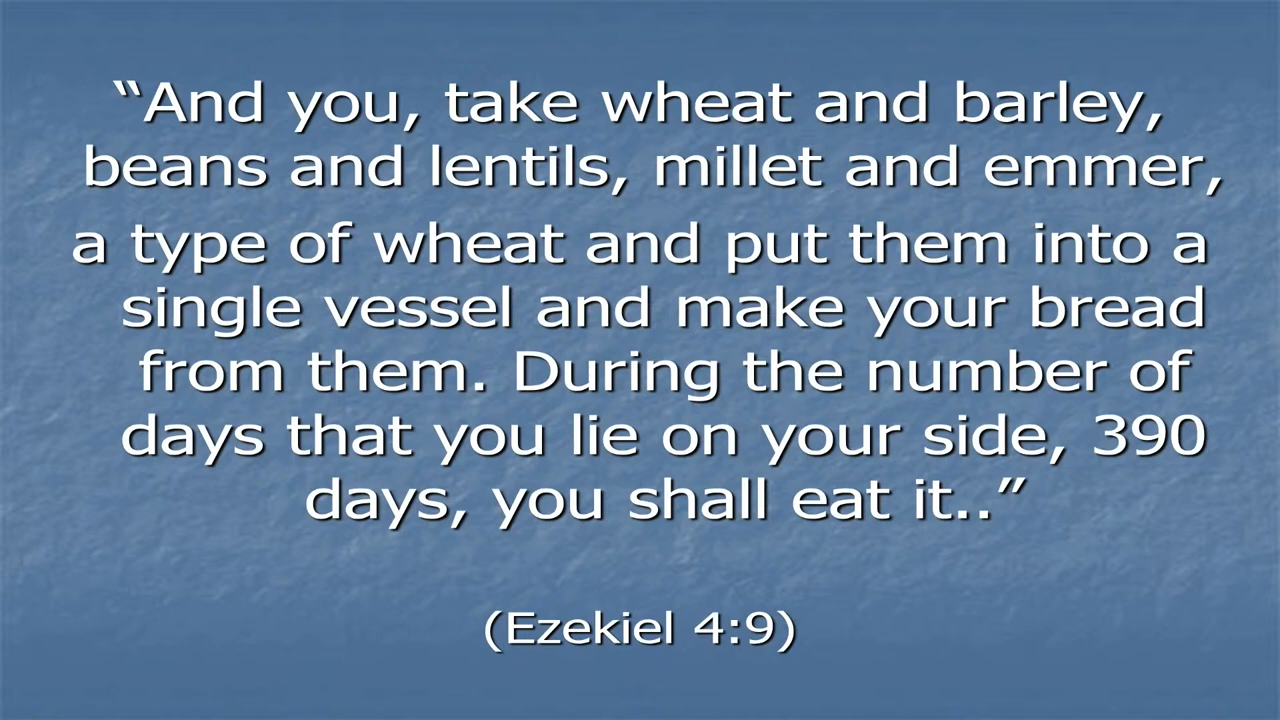 “And you, take wheat and barley,
beans and lentils, millet and emmer,
a type of wheat and put them into a
single vessel and make your bread
from them. During the number of
days that you lie on your side, 390
days, you shall eat it..”
(Ezekiel 4:9)